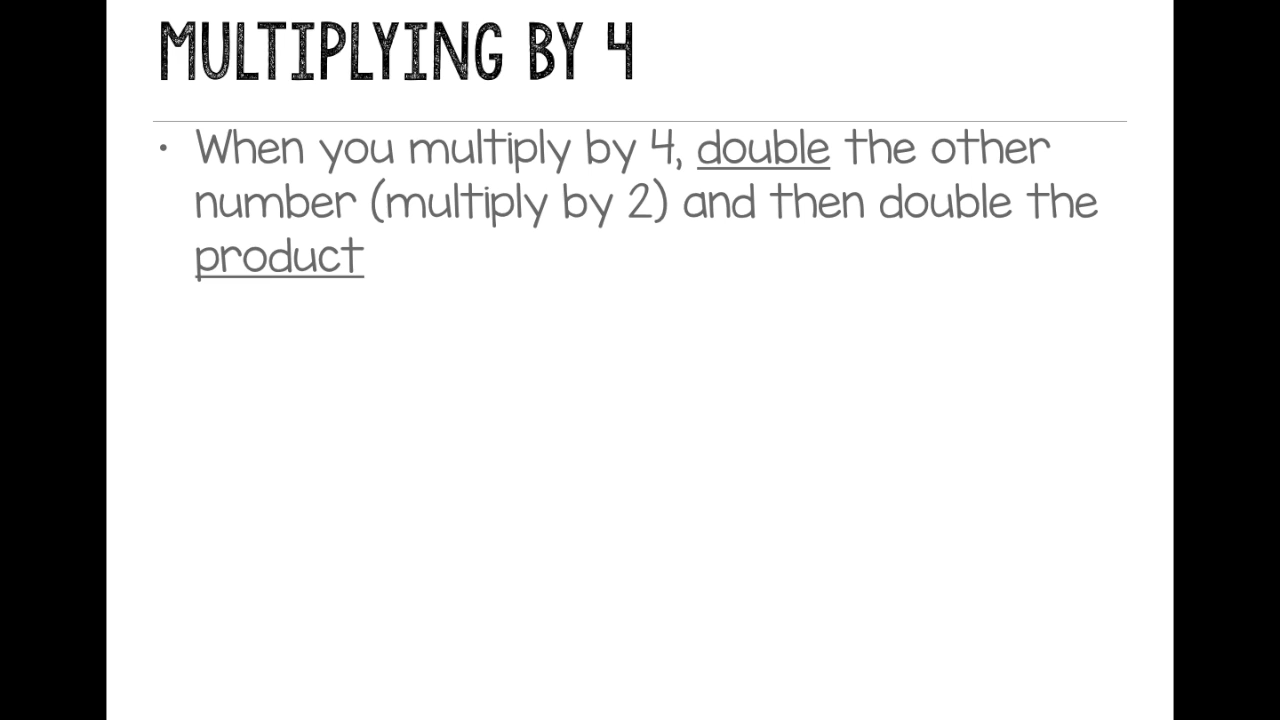 MULTIPLYING BY 4
• When you multiply by 4, double the other
number (multiply by 2) and then double the
product